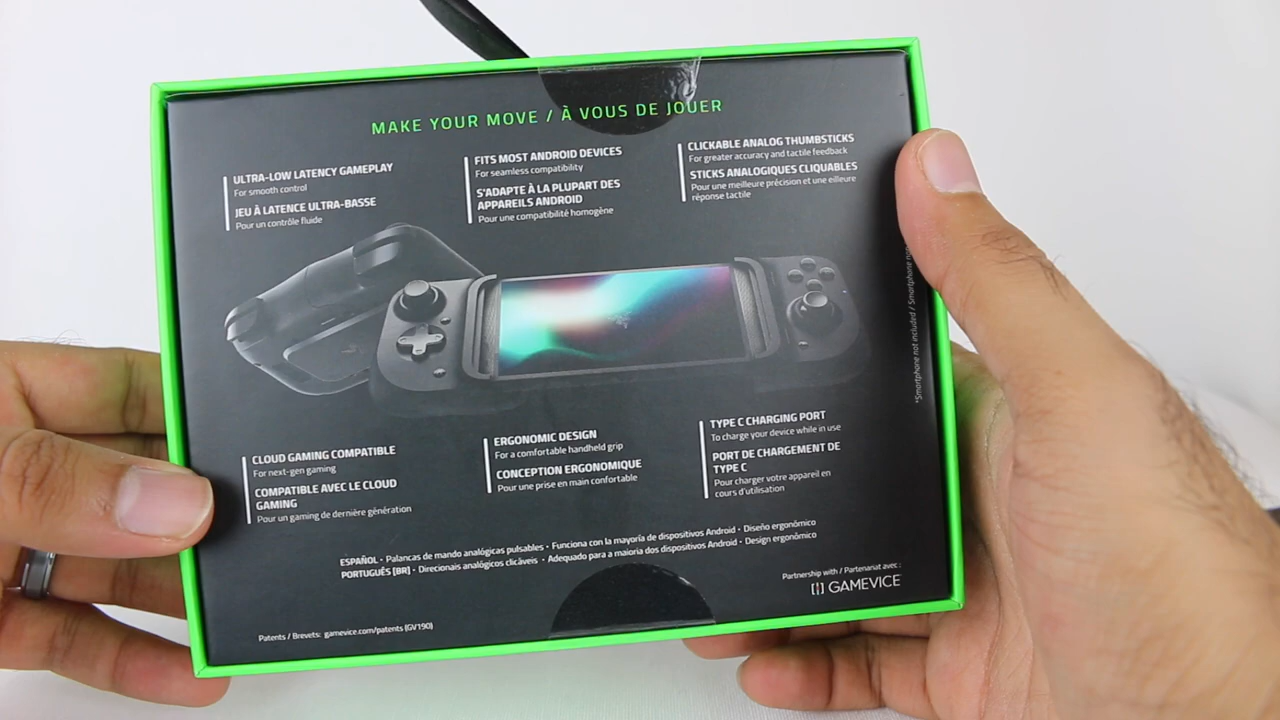 MAKE YOUR MOVE / À VOUS DE JOUER
ULTRA-LOW LATENCY GAMEPLAY
For smooth control
JEU À LATENCE ULTRA-BASSE
Pour un contrôle fluide
FITS MOST ANDROID DEVICES
For seamless compatibility
S'ADAPTE À LA PLUPART DES
APPAREILS ANDROID
Pour une compatibilité homogène
CLICKABLE ANALOG THUMBSTICKS
For greater accuracy and tactile feedback
STICKS ANALOGIQUES CLIQUABLES
Pour une meilleure précision et une eilleure
réponse tactile
*Smartphone not included / Smartphone non
CLOUD GAMING COMPATIBLE
For next-gen gaming
COMPATIBLE AVEC LE CLOUD
GAMING
Pour un gaming de dernière génération
ERGONOMIC DESIGN
For a comfortable handheld grip
CONCEPTION ERGONOMIQUE
Pour une prise en main confortable
TYPE C CHARGING PORT
To charge your device while in use
PORT DE CHARGEMENT DE
TYPE C
Pour charger votre appareil en
cours d'utilisation
ESPAÑOL • Palancas de mando analógicas pulsables • Funciona con la mayoría de dispositivos Android • Diseño ergonómico
PORTUGUÊS [BR] • Direcionais analógicos clicáveis • Adequado para a maioria dos dispositivos Android • Design ergonômico
Partnership with / Partenariat avec :
GAMEVICE
Patents / Brevets: gamevice.com/patents (GV190)